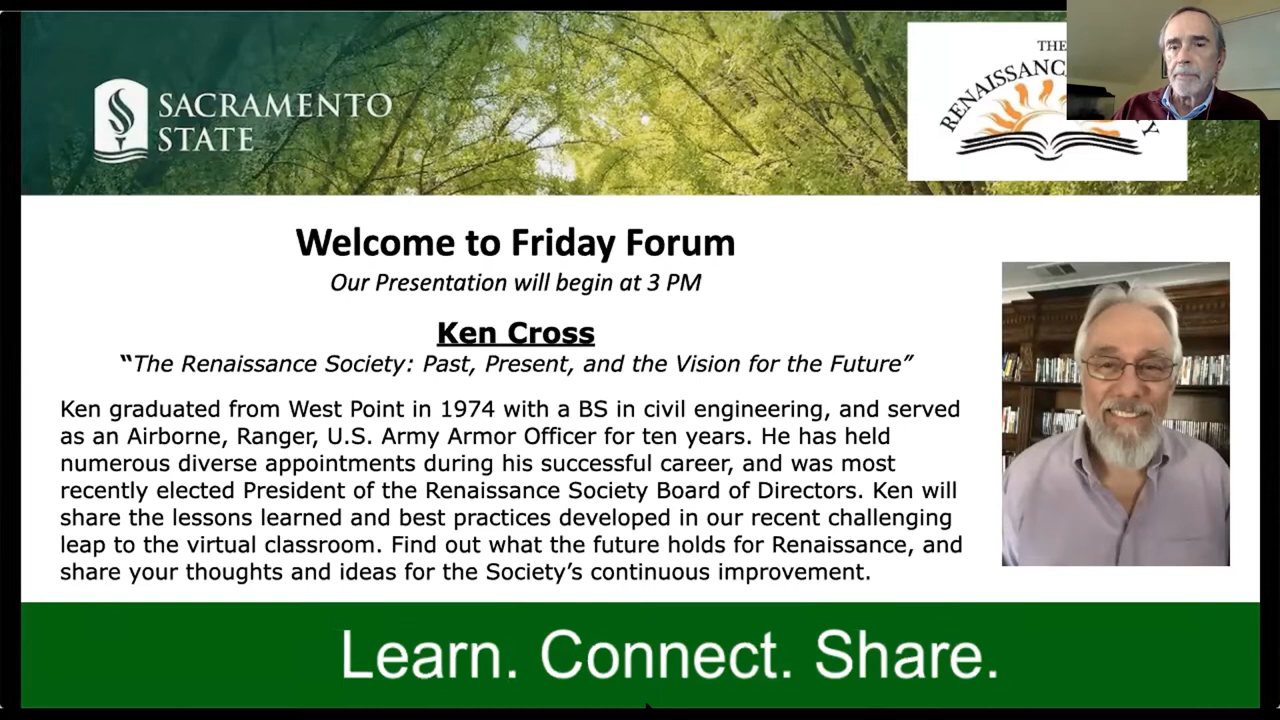 SACRAMENTO
STATE
THE
Welcome to Friday Forum
Our Presentation will begin at 3 PM
Ken Cross
“The Renaissance Society: Past, Present, and the Vision for the Future”
Ken graduated from West Point in 1974 with a BS in civil engineering, and served
as an Airborne, Ranger, U.S. Army Armor Officer for ten years. He has held
numerous diverse appointments during his successful career, and was most
recently elected President of the Renaissance Society Board of Directors. Ken will
share the lessons learned and best practices developed in our recent challenging
leap to the virtual classroom. Find out what the future holds for Renaissance, and
share your thoughts and ideas for the Society’s continuous improvement.
Learn. Connect. Share.